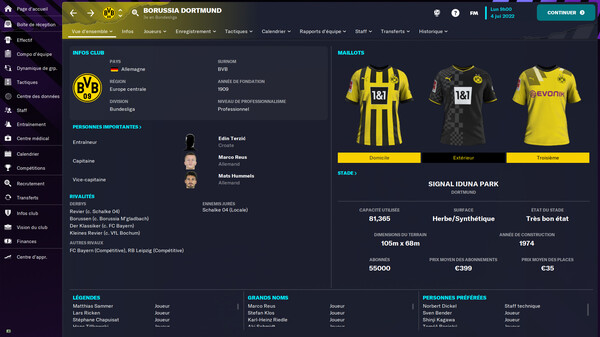 Page d'accueil
BORUSSIA DORTMUND
1e en Bundesliga
FM
Lun 9h00
4 jul 2022
CONTINUER
Boîte de réception
Vue d'ensemble
Infos
Joueurs
Enregistrement
Tactiques
Calendrier
Rapports d'équipe
Staff
Transferts
Historique
Effectif
Compo d'équipe
Dynamique de grp.
Tactiques
Centre des données
Staff
Entraînement
Centre médical
Calendrier
Compétitions
Recrutement
Transferts
Infos club
Vision du club
Finances
Centre d'appr.
INFOS CLUB
BVB
09
PAYS
Allemagne
SURNOM
BVB
RÉGION
Europe centrale
ANNÉE DE FONDATION
1909
DIVISION
Bundesliga
NIVEAU DE PROFESSIONNALISME
Professionnel
PERSONNES IMPORTANTES >
Entraîneur
Edin Terzić
Croate
Capitaine
Marco Reus
Allemand
Vice-capitaine
Mats Hummels
Allemand
RIVALITÉS
DERBYS
Revier (c. Schalke 04)
Borussen (c. Borussia M'gladbach)
Der Klassiker (c. FC Bayern)
Kleines Revier (c. VfL Bochum)
ENNEMIS JURÉS
Schalke 04 (Locale)
AUTRES RIVAUX
FC Bayern (Compétitive), RB Leipzig (Compétitive)
MAILLOTS
1&1
1&1
EVONIK
Domicile
Extérieur
Troisième
STADE >
SIGNAL IDUNA PARK
DORTMUND
CAPACITÉ UTILISÉE
81,365
SURFACE
Herbe/Synthétique
ÉTAT DU STADE
Très bon état
DIMENSIONS DU TERRAIN
105m x 68m
ANNÉE DE CONSTRUCTION
1974
ABONNÉS
55000
PRIX MOYEN DES ABONNEMENTS
€399
PRIX MOYEN DES PLACES
€35
LÉGENDES
Matthias Sammer
Joueur
Lars Ricken
Joueur
Stéphane Chapuisat
Joueur
GRANDS NOMS
Marco Reus
Joueur
Stefan Klos
Joueur
Karl-Heinz Riedle
Joueur
PERSONNES PRÉFÉRÉES
Norbert Dickel
Staff technique
Sven Bender
Joueur
Shinji Kagawa
Joueur